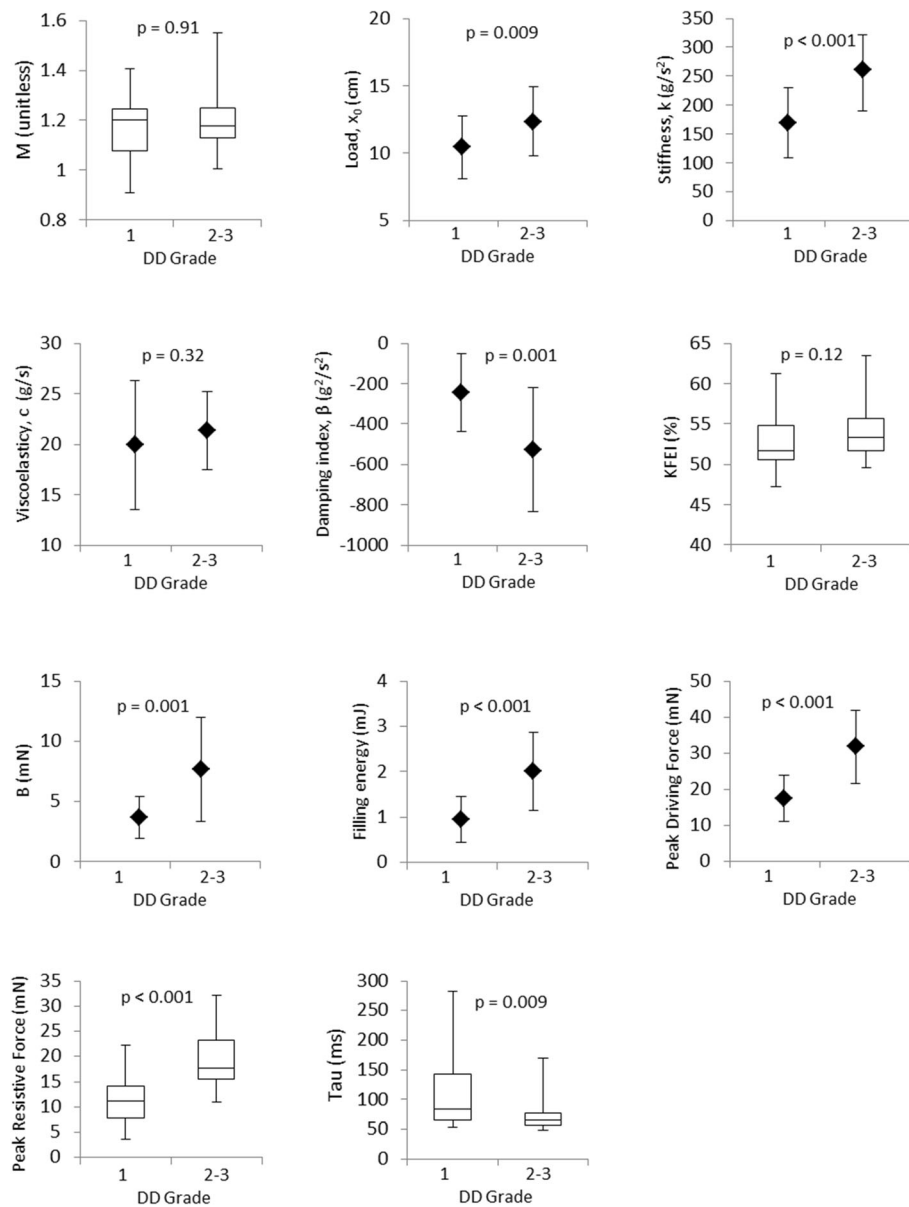 M (unitless)
1.6
1.4
1.2
1
0.8
p = 0.91
1
2-3
DD Grade
Load, x₀ (cm)
20
15
10
5
p = 0.009
1
2-3
DD Grade
Stiffness, k (g/s²)
350
300
250
200
150
100
50
0
p < 0.001
1
2-3
DD Grade
Viscoelasticy, c (g/s)
30
25
20
15
10
p = 0.32
1
2-3
DD Grade
Damping index, β (g²/s²)
0
-200
-400
-600
-800
-1000
p = 0.001
1
2-3
DD Grade
KFEI (%)
65
60
55
50
45
40
p = 0.12
1
2-3
DD Grade
B (mN)
15
10
5
0
p = 0.001
1
2-3
DD Grade
Filling energy (mJ)
4
3
2
1
0
p < 0.001
1
2-3
DD Grade
Peak Driving Force (mN)
50
40
30
20
10
0
p < 0.001
1
2-3
DD Grade
Peak Resistive Force (mN)
35
30
25
20
15
10
5
0
p < 0.001
1
2-3
DD Grade
Tau (ms)
300
250
200
150
100
50
0
p = 0.009
1
2-3
DD Grade